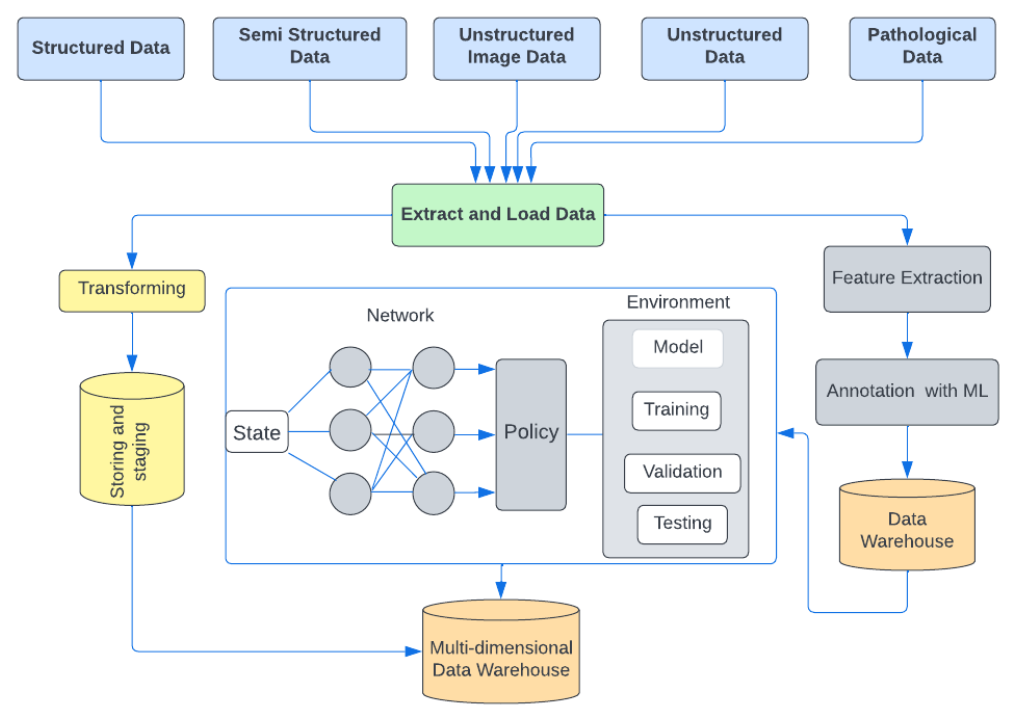 Structured Data
Semi Structured
Data
Unstructured
Image Data
Unstructured
Data
Pathological
Data
Extract and Load Data
Transforming
Feature Extraction
Network
Environment
Model
Training
Validation
Testing
State
Policy
Annotation with ML
Storing and
staging
Data
Warehouse
Multi-dimensional
Data Warehouse